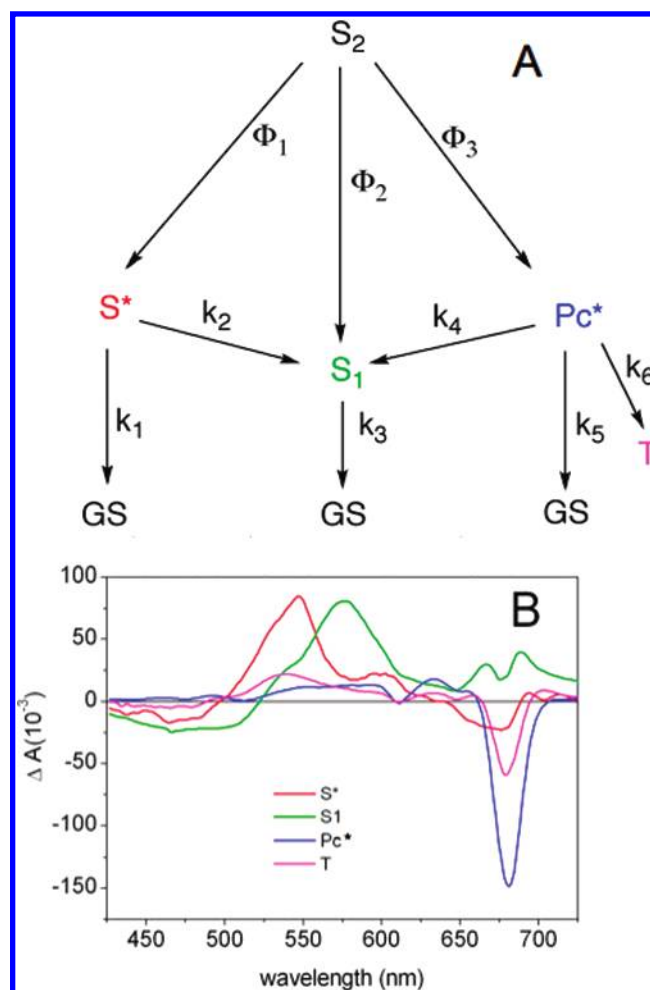 S₂
A
Φ₁
Φ₂
Φ₃
S*
k₂
k₄
Pc*
S₁
k₆
k₁
k₃
k₅
T
GS
GS
GS
B
100
50
0
-50
-100
-150
Δ A(10⁻³)
S*
S1
Pc*
T
450 500 550 600 650 700
wavelength (nm)